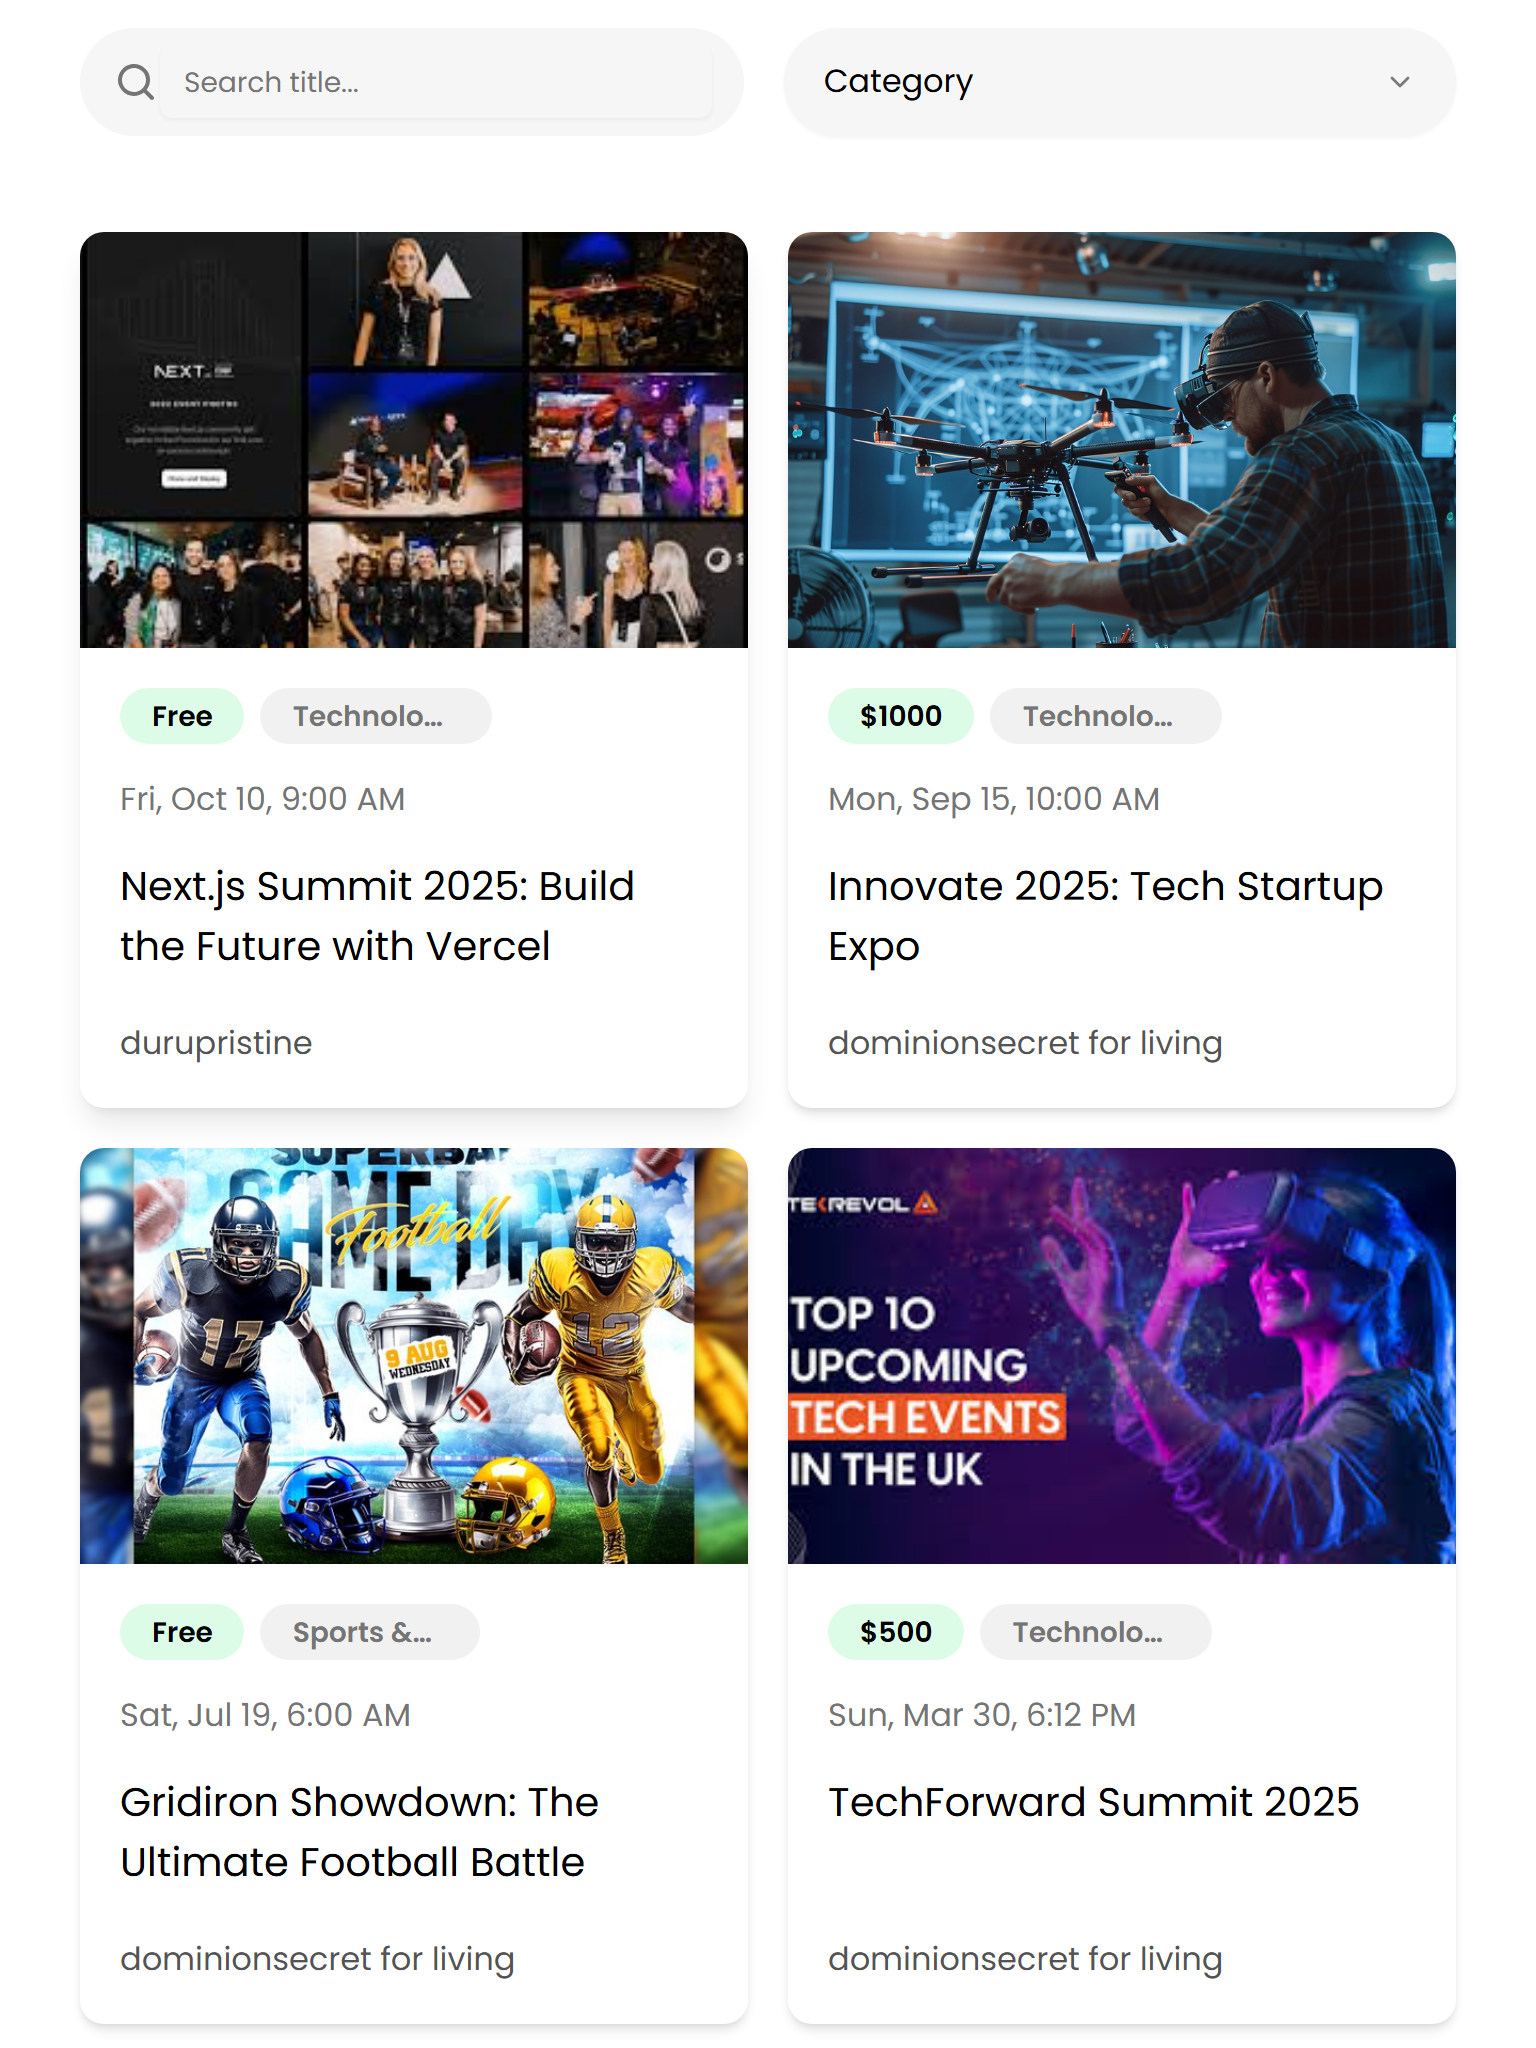 Search title...
Category
NEXT
Free
Technolo...
Fri, Oct 10, 9:00 AM
Next.js Summit 2025: Build
the Future with Vercel
durupristine
$1000
Technolo...
Mon, Sep 15, 10:00 AM
Innovate 2025: Tech Startup
Expo
dominionsecret for living
SUPERBALL
GAME DAY
Football
17
12
9 AUG
WEDNESDAY
Free
Sports &...
Sat, Jul 19, 6:00 AM
Gridiron Showdown: The
Ultimate Football Battle
dominionsecret for living
TEKREVOL
TOP 10
UPCOMING
TECH EVENTS
IN THE UK
$500
Technolo...
Sun, Mar 30, 6:12 PM
TechForward Summit 2025
dominionsecret for living